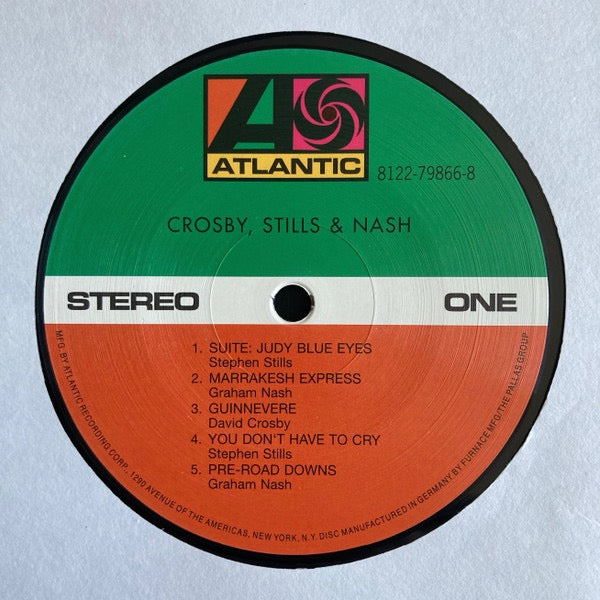 ATLANTIC
8122-79866-8
CROSBY, STILLS & NASH
STEREO
ONE
1. SUITE: JUDY BLUE EYES
Stephen Stills
2. MARRAKESH EXPRESS
Graham Nash
3. GUINNEVERE
David Crosby
4. YOU DON'T HAVE TO CRY
Stephen Stills
5. PRE-ROAD DOWNS
Graham Nash
MFG. BY ATLANTIC RECORDING CORP., 1290 AVENUE OF THE AMERICAS, NEW YORK, N.Y. DISC MANUFACTURED IN GERMANY BY FURNACE MFG/THE PALLAS GROUP